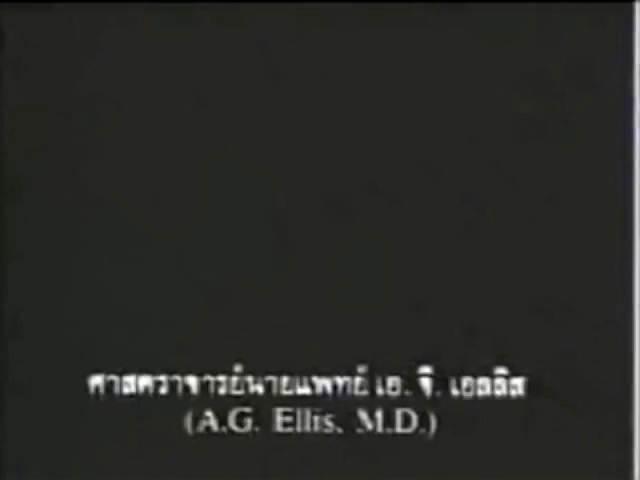 ศาสตราจารย์นายแพทย์ เอ. จี. เอลลิส
(A.G. Ellis, M.D.)